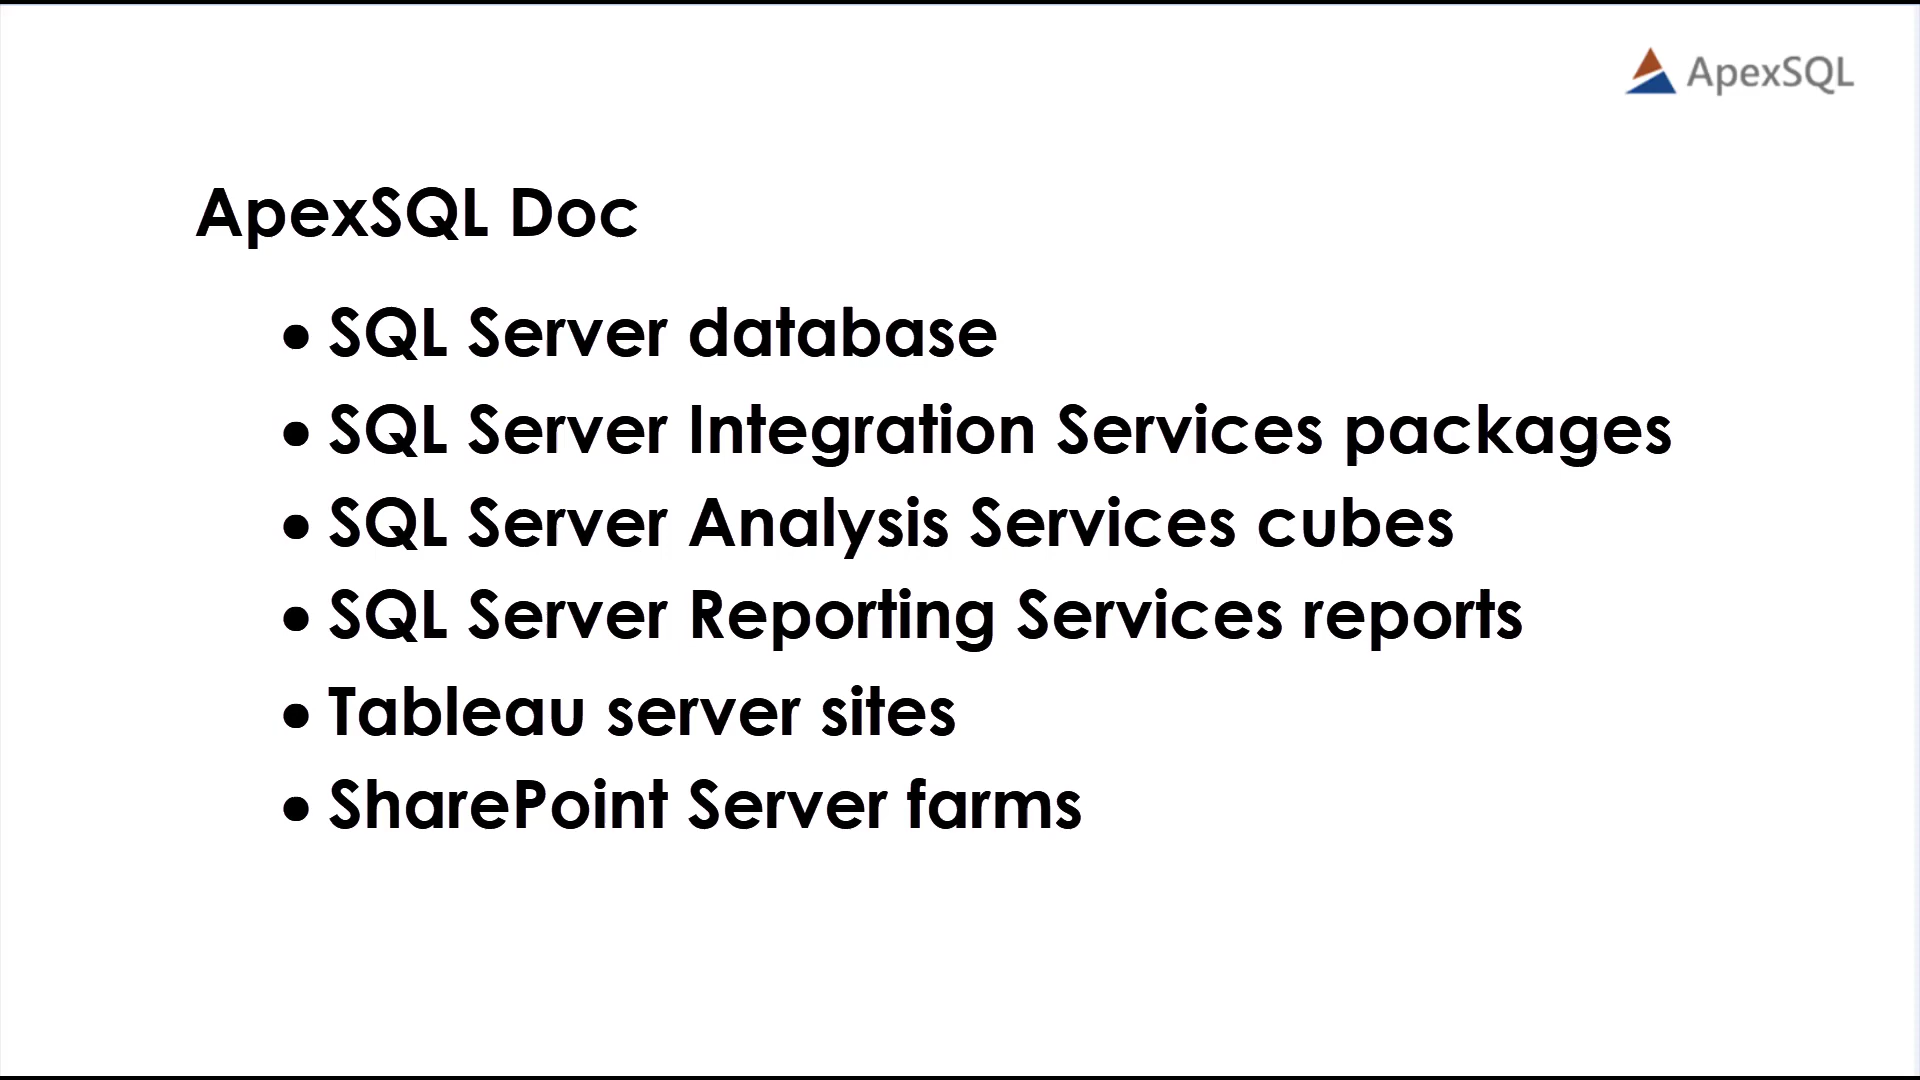 ApexSQL
ApexSQL Doc
• SQL Server database
• SQL Server Integration Services packages
• SQL Server Analysis Services cubes
• SQL Server Reporting Services reports
• Tableau server sites
• SharePoint Server farms